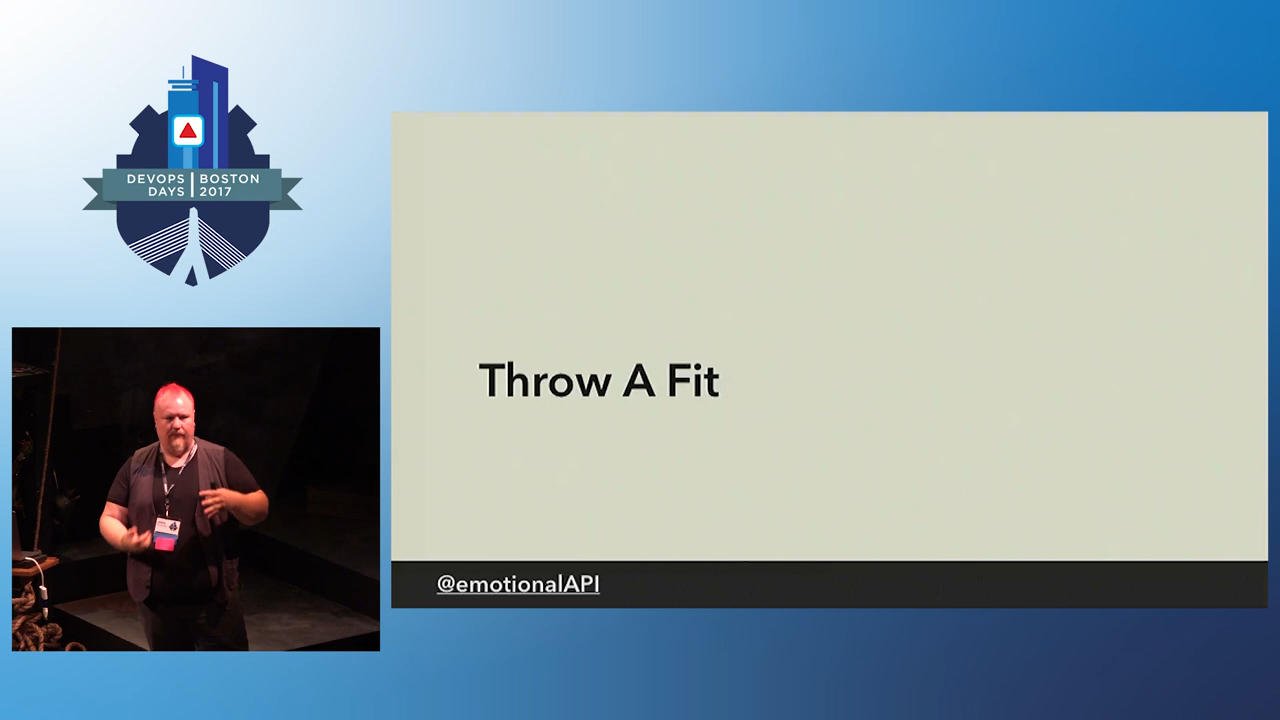 DEVOPS | BOSTON
DAYS | 2017
Throw A Fit
@emotionalAPI